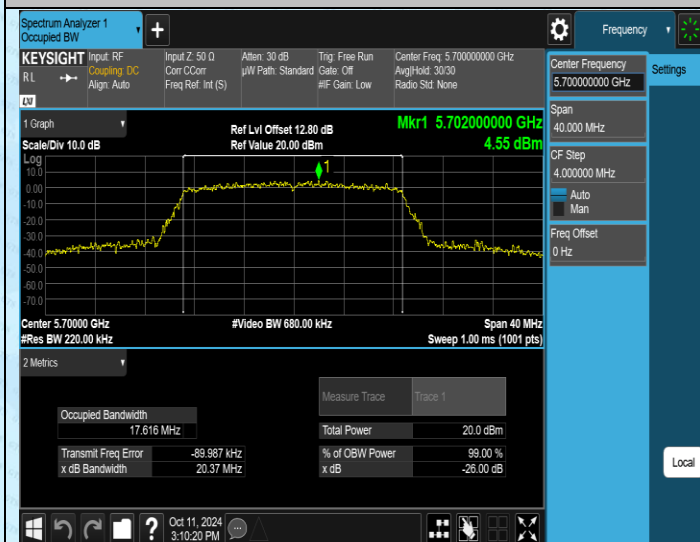 Spectrum Analyzer 1
Occupied BW
+
Frequency
KEYSIGHT
RL
LXI
Input: RF
Coupling: DC
Align: Auto
Input Z: 50 Ω
Corr CCorr
Freq Ref: Int (S)
Atten: 30 dB
µW Path: Standard
Trig: Free Run
Gate: Off
#IF Gain: Low
Center Freq: 5.700000000 GHz
Avg|Hold: 30/30
Radio Std: None
Center Frequency
5.700000000 GHz
Settings
Span
40.000 MHz
CF Step
4.000000 MHz
Auto
Man
Freq Offset
0 Hz
Local
1 Graph
Scale/Div 10.0 dB
Ref Lvl Offset 12.80 dB
Ref Value 20.00 dBm
Mkr1 5.702000000 GHz
4.55 dBm
Log
10.0
0.00
-10.0
-20.0
-30.0
-40.0
-50.0
-60.0
-70.0
1
Center 5.70000 GHz
#Res BW 220.00 kHz
#Video BW 680.00 kHz
Span 40 MHz
Sweep 1.00 ms (1001 pts)
2 Metrics
Measure Trace
Trace 1
Occupied Bandwidth
17.616 MHz
Total Power
20.0 dBm
Transmit Freq Error
-89.987 kHz
% of OBW Power
99.00 %
x dB Bandwidth
20.37 MHz
x dB
-26.00 dB
?
Oct 11, 2024
3:10:20 PM